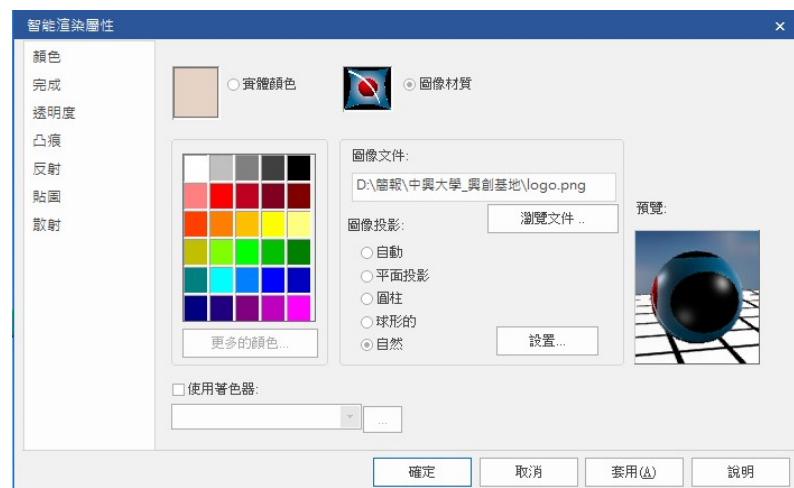 智能渲染屬性
顏色
完成
透明度
凸痕
反射
貼圖
散射
實體顏色
圖像材質
更多的顏色...
圖像文件:
D:\簡報\中興大學_興創基地\logo.png
瀏覽文件 ..
圖像投影:
自動
平面投影
圓柱
球形的
自然
設置...
預覽:
使用著色器:
...
確定
取消
套用(A)
說明